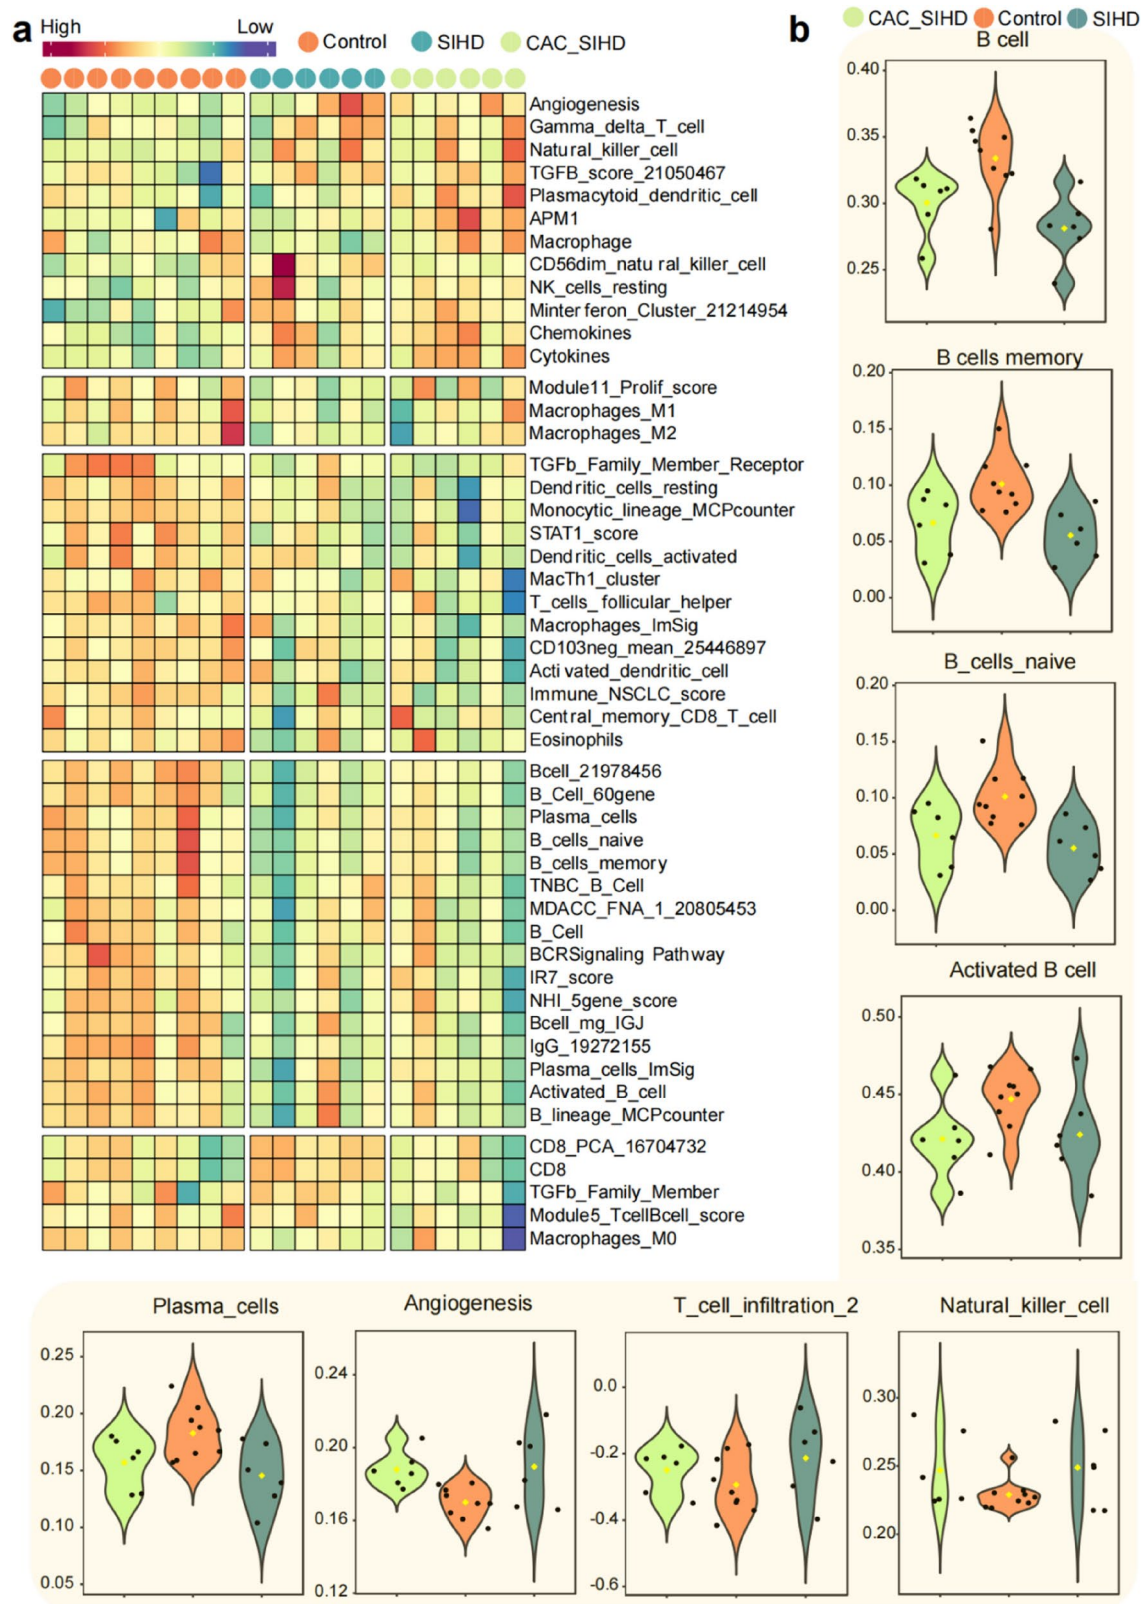 a
High Low
Control SIHD CAC_SIHD
Angiogenesis
Gamma_delta_T_cell
Natural_killer_cell
TGFB_score_21050467
Plasmacytoid_dendritic_cell
APM1
Macrophage
CD56dim_natu ral_killer_cell
NK_cells_resting
Minter feron_Cluster_21214954
Chemokines
Cytokines
Module11_Prolif_score
Macrophages_M1
Macrophages_M2
TGFb_Family_Member_Receptor
Dendritic_cells_resting
Monocytic_lineage_MCPcounter
STAT1_score
Dendritic_cells_activated
MacTh1_cluster
T_cells_follicular_helper
Macrophages_ImSig
CD103neg_mean_25446897
Acti vated_dendritic_cell
Immune_NSCLC_score
Central_memory_CD8_T_cell
Eosinophils
Bcell_21978456
B_Cell_60gene
Plasma_cells
B_cells_naive
B_cells_memory
TNBC_B_Cell
MDACC_FNA_1_20805453
B_Cell
BCRSignaling Pathway
IR7_score
NHI_5gene_score
Bcell_mg_IGJ
IgG_19272155
Plasma_cells_ImSig
Activated_B_cell
B_lineage_MCPcounter
CD8_PCA_16704732
CD8
TGFb_Family_Member
Module5_TcellBcell_score
Macrophages_M0
b
CAC_SIHD Control SIHD
B cell
0.40
0.35
0.30
0.25
B cells memory
0.20
0.15
0.10
0.05
0.00
B_cells_naive
0.20
0.15
0.10
0.05
0.00
Activated B cell
0.50
0.45
0.40
0.35
Plasma_cells
0.25
0.20
0.15
0.10
0.05
Angiogenesis
0.24
0.20
0.16
0.12
T_cell_infiltration_2
0.0
-0.2
-0.4
-0.6
Natural_killer_cell
0.30
0.25
0.20